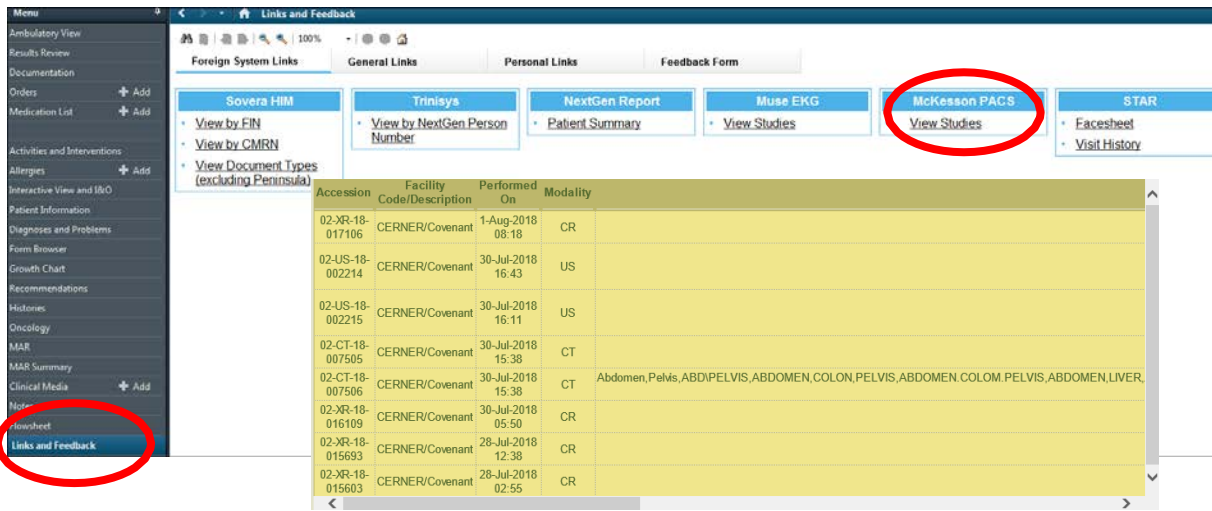 Menu
Links and Feedback
Ambulatory View
Results Review
Documentation
Orders + Add
Medication List + Add
Activities and Interventions
Allergies + Add
Interactive View and I&O
Patient Information
Diagnoses and Problems
Form Browser
Growth Chart
Recommendations
Histories
Oncology
MAR
MAR Summary
Clinical Media + Add
Notes
Flowsheet
Links and Feedback
100%
Foreign System Links General Links Personal Links Feedback Form
Sovera HIM
View by FIN
View by CMRN
View Document Types
(excluding Peninsula)
Trinisys
View by NextGen Person
Number
NextGen Report
Patient Summary
Muse EKG
View Studies
McKesson PACS
View Studies
STAR
Facesheet
Visit History
Accession Facility Code/Description Performed On Modality
02-XR-18-017106 CERNER/Covenant 1-Aug-2018 08:18 CR
02-US-18-002214 CERNER/Covenant 30-Jul-2018 16:43 US
02-US-18-002215 CERNER/Covenant 30-Jul-2018 16:11 US
02-CT-18-007505 CERNER/Covenant 30-Jul-2018 15:38 CT
02-CT-18-007506 CERNER/Covenant 30-Jul-2018 15:38 CT Abdomen,Pelvis,ABD\PELVIS,ABDOMEN,COLON,PELVIS,ABDOMEN.COLOM.PELVIS,ABDOMEN,LIVER,
02-XR-18-016109 CERNER/Covenant 30-Jul-2018 05:50 CR
02-XR-18-015693 CERNER/Covenant 28-Jul-2018 12:38 CR
02-XR-18-015603 CERNER/Covenant 28-Jul-2018 02:55 CR